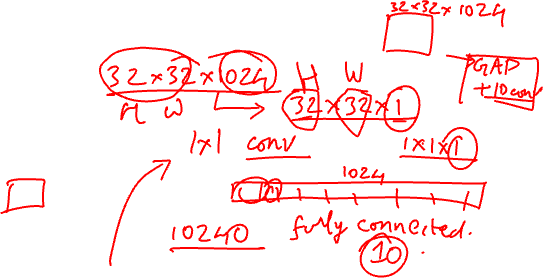 32×32×1024
H W
32×32×1024
32×32×1
GAP
+10 conv
H W
1×1 conv
1×1×1
1024
10240
fully connected.
10